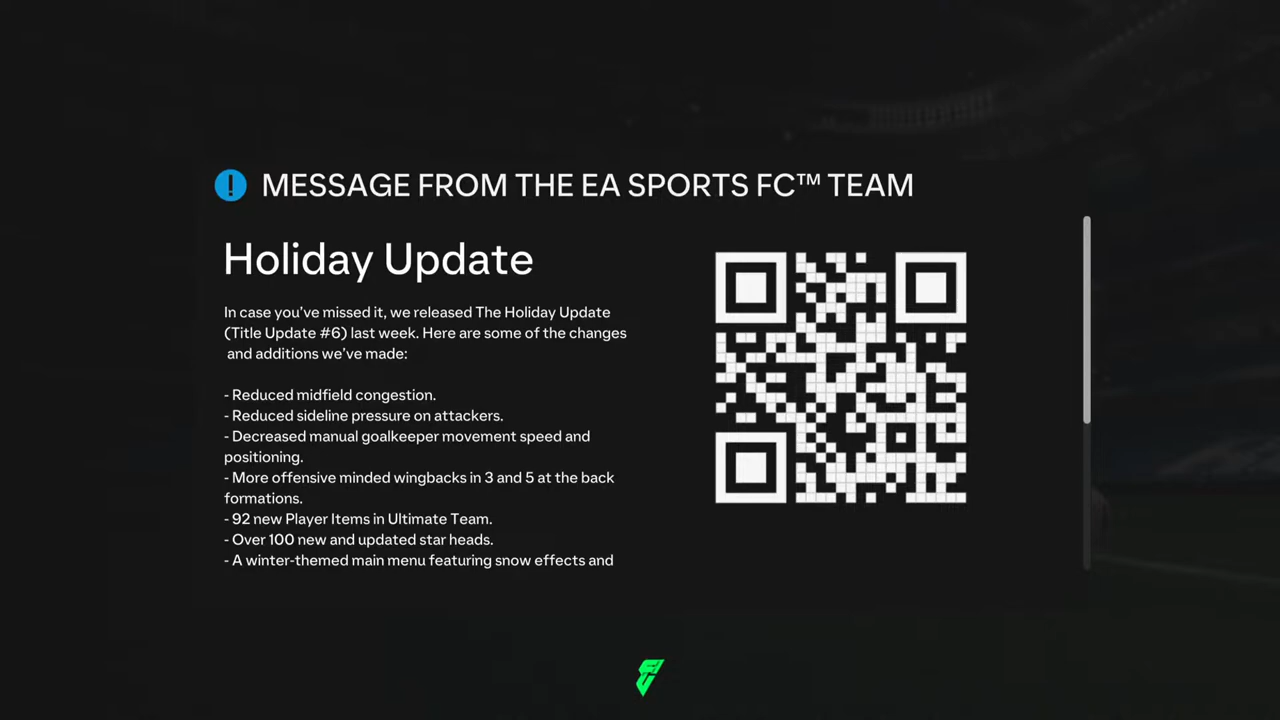 MESSAGE FROM THE EA SPORTS FC™ TEAM
Holiday Update
In case you've missed it, we released The Holiday Update
(Title Update #6) last week. Here are some of the changes
and additions we've made:
- Reduced midfield congestion.
- Reduced sideline pressure on attackers.
- Decreased manual goalkeeper movement speed and
positioning.
- More offensive minded wingbacks in 3 and 5 at the back
formations.
- 92 new Player Items in Ultimate Team.
- Over 100 new and updated star heads.
- A winter-themed main menu featuring snow effects and